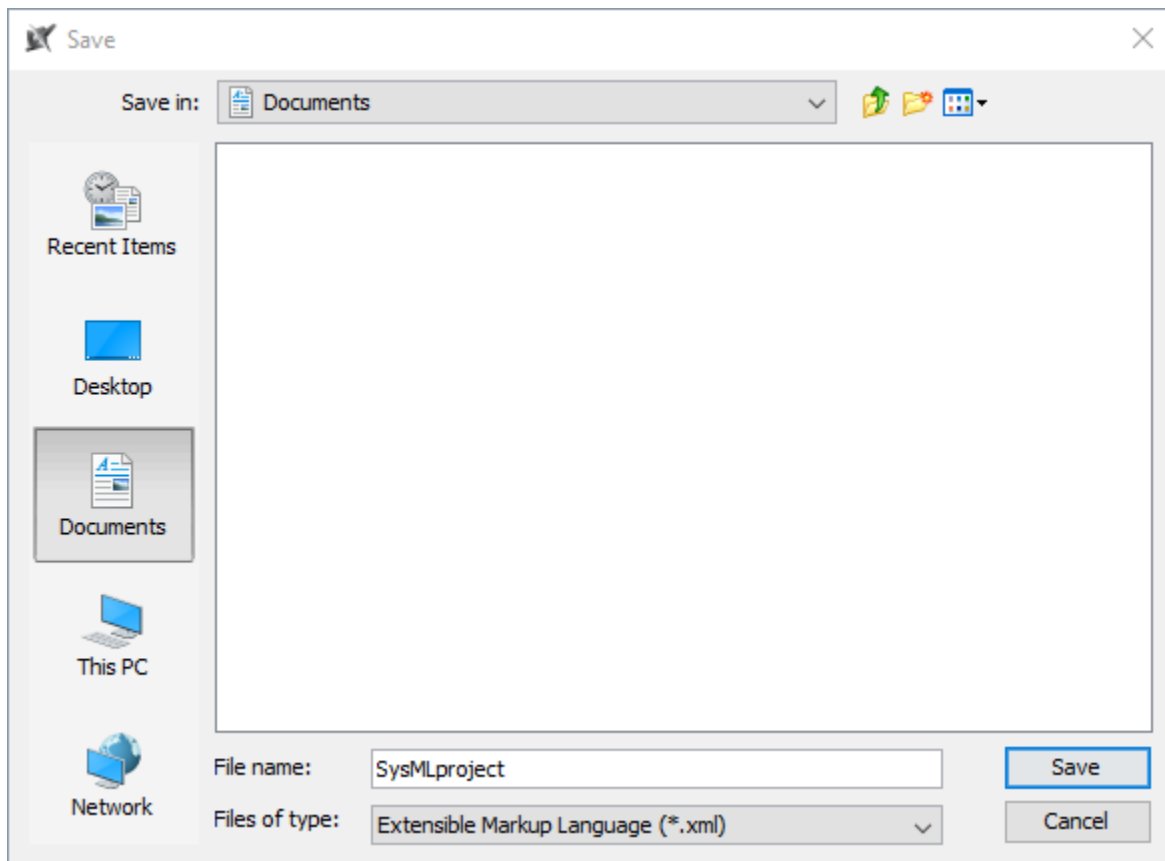 Save
Save in:
Documents
Recent Items
Desktop
Documents
This PC
Network
File name:
SysMLproject
Save
Files of type:
Extensible Markup Language (*.xml)
Cancel